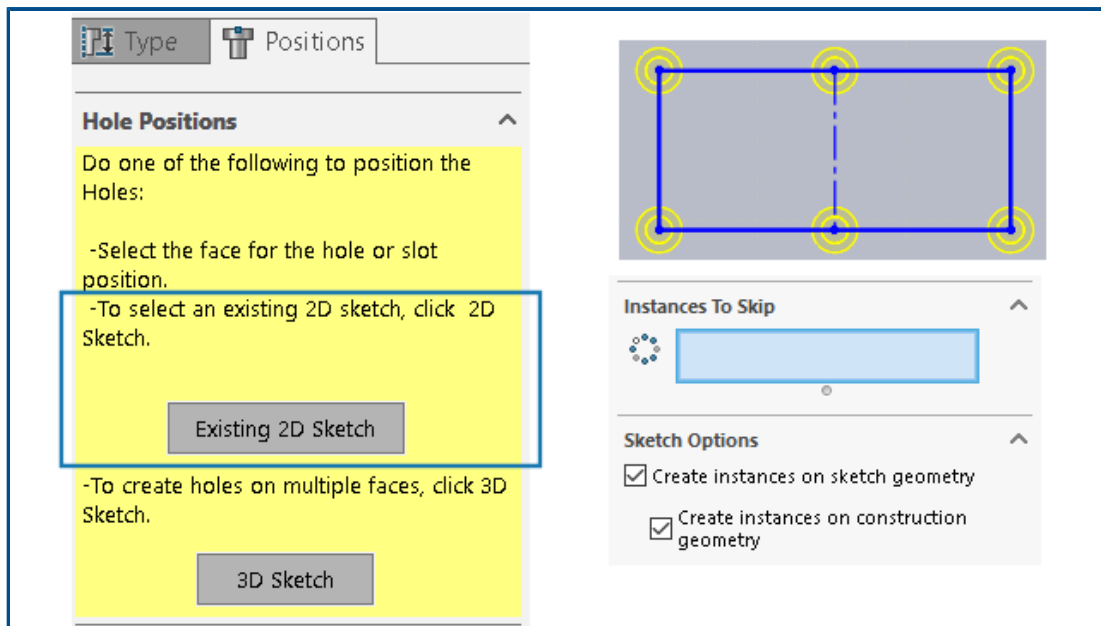 Type
Positions
Hole Positions
Do one of the following to position the
Holes:
-Select the face for the hole or slot
position.
-To select an existing 2D sketch, click 2D
Sketch.
Existing 2D Sketch
-To create holes on multiple faces, click 3D
Sketch.
3D Sketch
Instances To Skip
Sketch Options
Create instances on sketch geometry
Create instances on construction
geometry